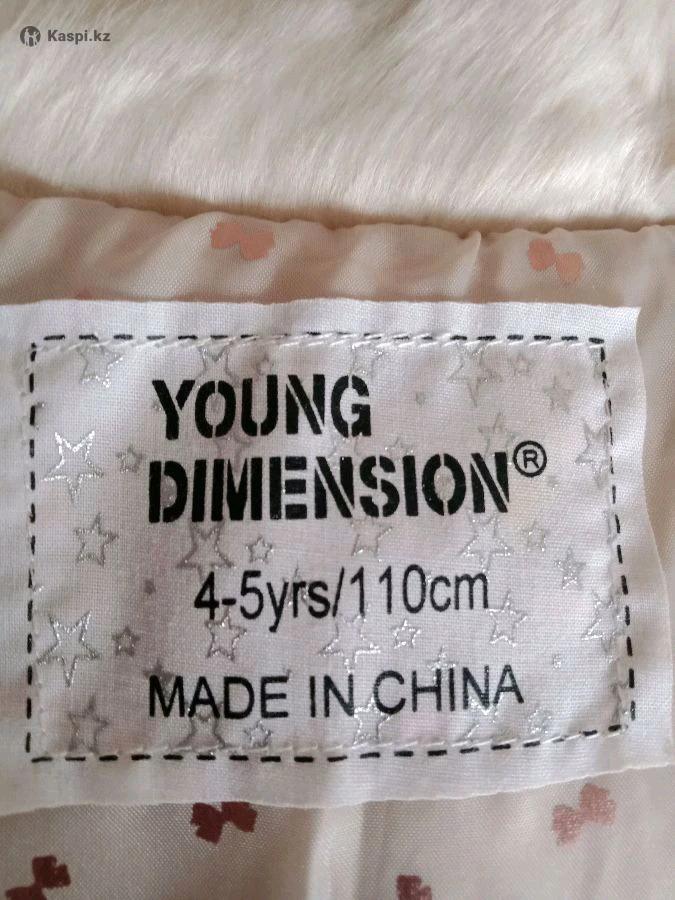 Kaspi.kz
YOUNG
DIMENSION®
4-5yrs/110cm
MADE IN CHINA